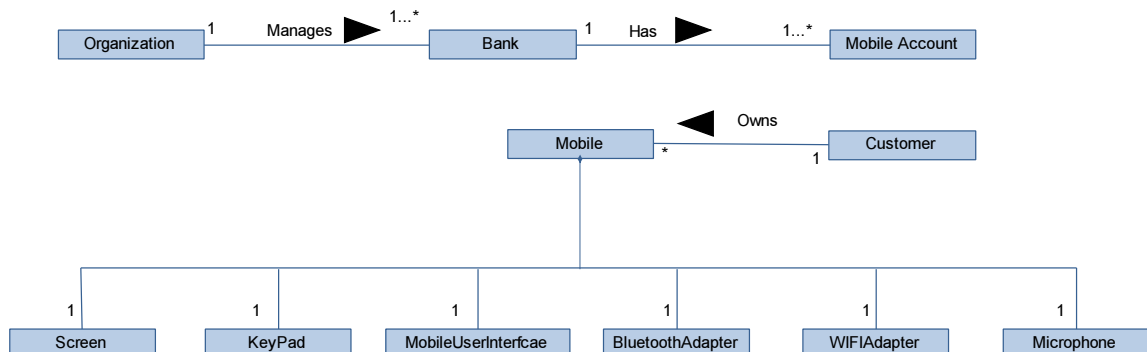 Organization 1 Manages 1...* Bank 1 Has 1...* Mobile Account
Mobile * Owns 1 Customer
1 1 1 1 1 1
Screen KeyPad MobileUserInterfcae BluetoothAdapter WIFIAdapter Microphone